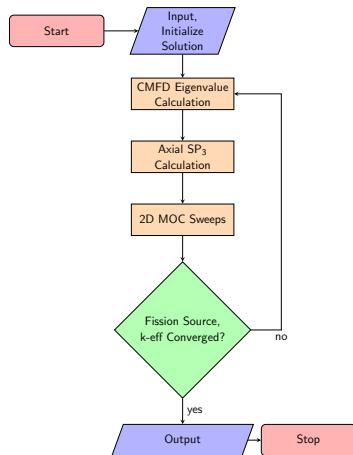 Start
Input,
Initialize
Solution
CMFD Eigenvalue
Calculation
Axial SP₃
Calculation
2D MOC Sweeps
Fission Source,
k-eff Converged?
no
yes
Output
Stop